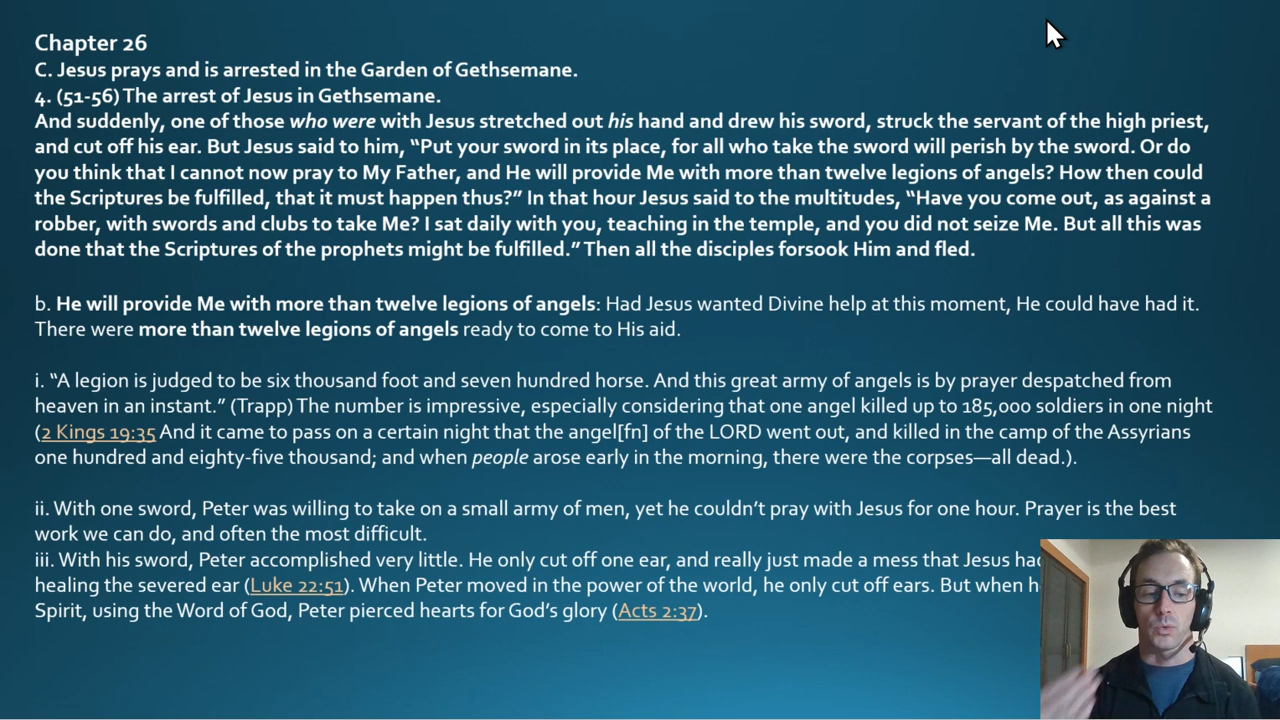 Chapter 26
C. Jesus prays and is arrested in the Garden of Gethsemane.
4. (51-56) The arrest of Jesus in Gethsemane.
And suddenly, one of those who were with Jesus stretched out his hand and drew his sword, struck the servant of the high priest,
and cut off his ear. But Jesus said to him, “Put your sword in its place, for all who take the sword will perish by the sword. Or do
you think that I cannot now pray to My Father, and He will provide Me with more than twelve legions of angels? How then could
the Scriptures be fulfilled, that it must happen thus?” In that hour Jesus said to the multitudes, “Have you come out, as against a
robber, with swords and clubs to take Me? I sat daily with you, teaching in the temple, and you did not seize Me. But all this was
done that the Scriptures of the prophets might be fulfilled.” Then all the disciples forsook Him and fled.
b. He will provide Me with more than twelve legions of angels: Had Jesus wanted Divine help at this moment, He could have had it.
There were more than twelve legions of angels ready to come to His aid.
i. “A legion is judged to be six thousand foot and seven hundred horse. And this great army of angels is by prayer despatched from
heaven in an instant.” (Trapp) The number is impressive, especially considering that one angel killed up to 185,000 soldiers in one night
(2 Kings 19:35 And it came to pass on a certain night that the angel[fn] of the LORD went out, and killed in the camp of the Assyrians
one hundred and eighty-five thousand; and when people arose early in the morning, there were the corpses—all dead.).
ii. With one sword, Peter was willing to take on a small army of men, yet he couldn’t pray with Jesus for one hour. Prayer is the best
work we can do, and often the most difficult.
iii. With his sword, Peter accomplished very little. He only cut off one ear, and really just made a mess that Jesus had
healing the severed ear (Luke 22:51). When Peter moved in the power of the world, he only cut off ears. But when
Spirit, using the Word of God, Peter pierced hearts for God’s glory (Acts 2:37).